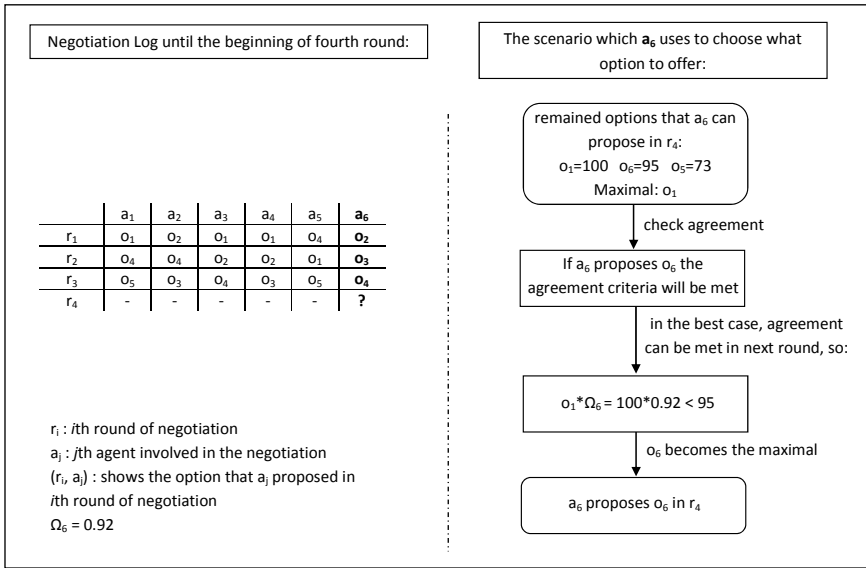 Negotiation Log until the beginning of fourth round:
a₁ a₂ a₃ a₄ a₅ a₆
r₁ o₁ o₂ o₁ o₁ o₄ o₂
r₂ o₄ o₄ o₂ o₂ o₁ o₃
r₃ o₅ o₃ o₄ o₃ o₅ o₄
r₄ - - - - - ?
rᵢ : ith round of negotiation
aⱼ : jth agent involved in the negotiation
(rᵢ, aⱼ) : shows the option that aⱼ proposed in
ith round of negotiation
Ω₆ = 0.92
The scenario which a₆ uses to choose what
option to offer:
remained options that a₆ can
propose in r₄:
o₁=100 o₆=95 o₅=73
Maximal: o₁
check agreement
If a₆ proposes o₆ the
agreement criteria will be met
in the best case, agreement
can be met in next round, so:
o₁*Ω₆ = 100*0.92 < 95
o₆ becomes the maximal
a₆ proposes o₆ in r₄